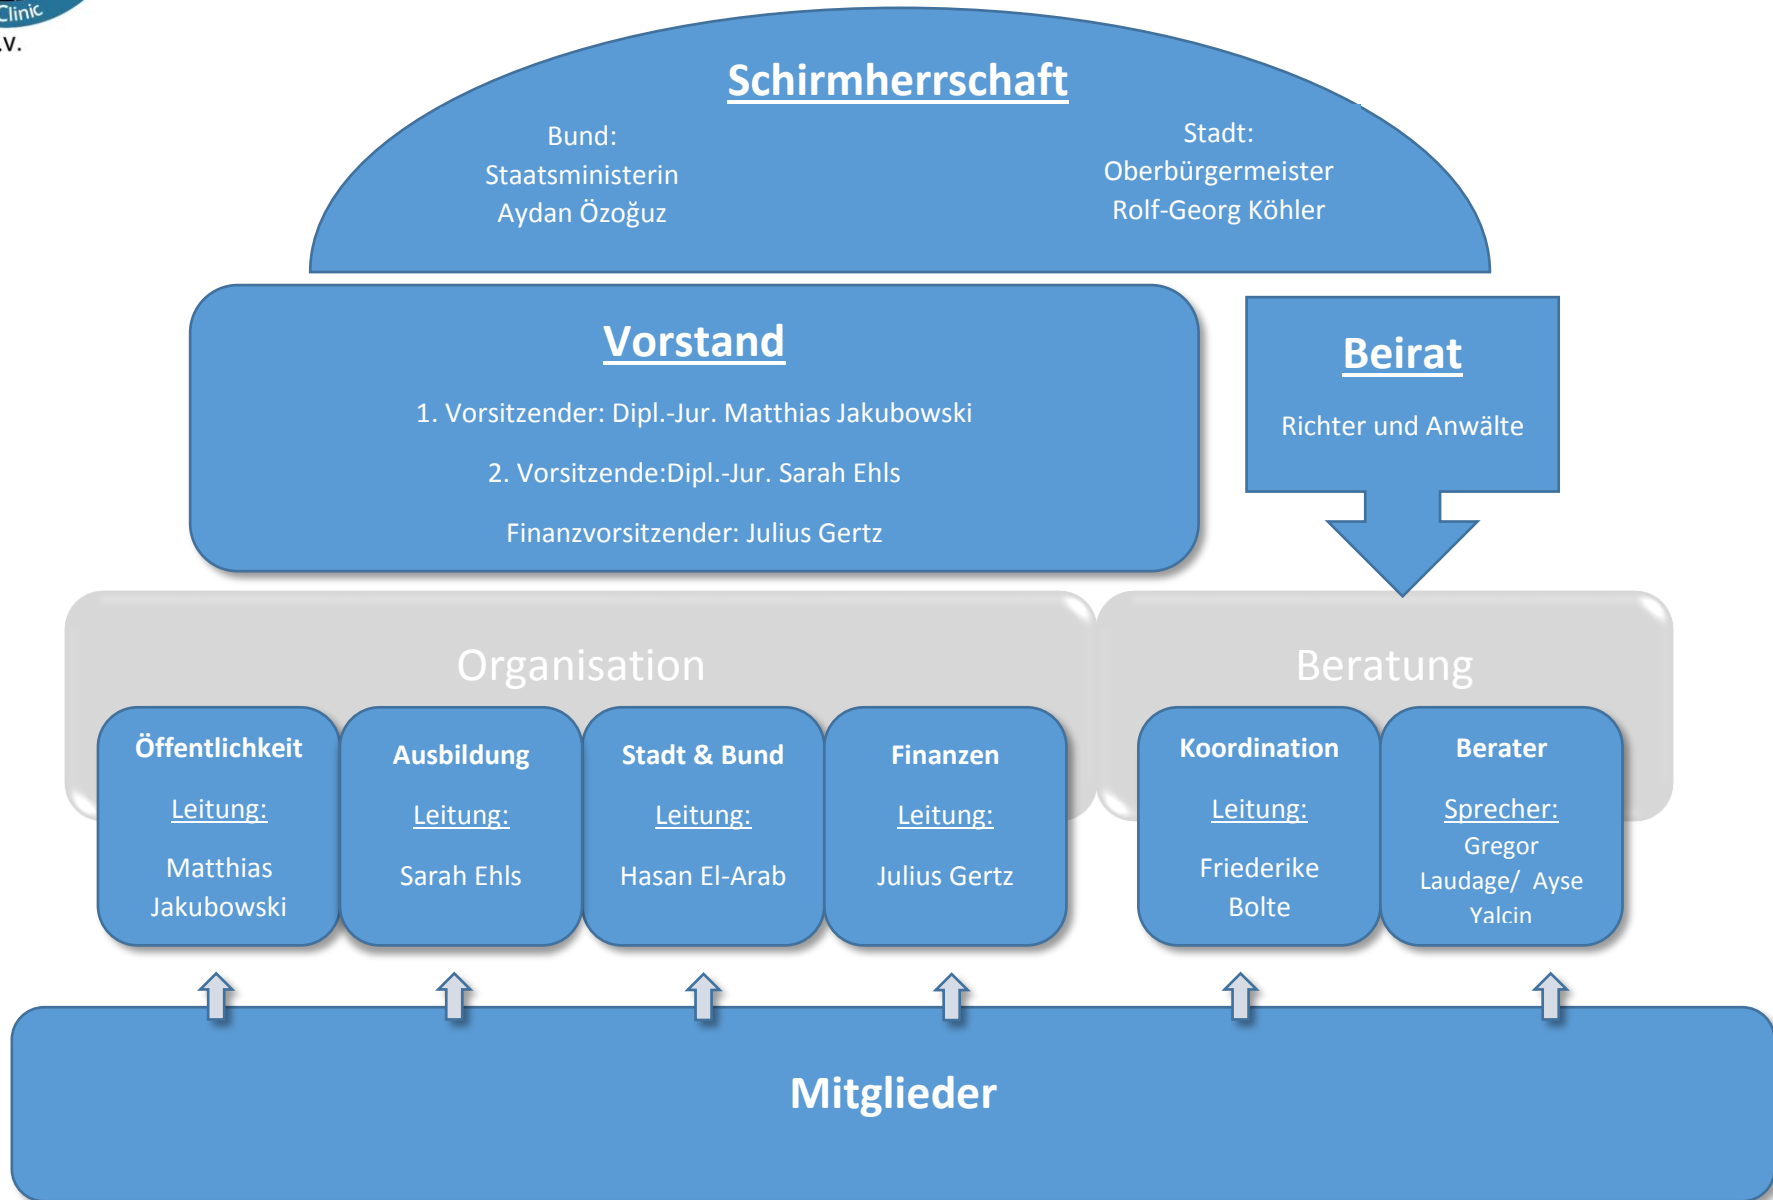 Clinic
.V.
Schirmherrschaft
Bund:
Staatsministerin
Aydan Özoğuz
Stadt:
Oberbürgermeister
Rolf-Georg Köhler
Vorstand
1. Vorsitzender: Dipl.-Jur. Matthias Jakubowski
2. Vorsitzende:Dipl.-Jur. Sarah Ehls
Finanzvorsitzender: Julius Gertz
Beirat
Richter und Anwälte
Organisation
Öffentlichkeit
Leitung:
Matthias
Jakubowski
Ausbildung
Leitung:
Sarah Ehls
Stadt & Bund
Leitung:
Hasan El-Arab
Finanzen
Leitung:
Julius Gertz
Beratung
Koordination
Leitung:
Friederike
Bolte
Berater
Sprecher:
Gregor
Laudage/ Ayse
Yalcin
Mitglieder